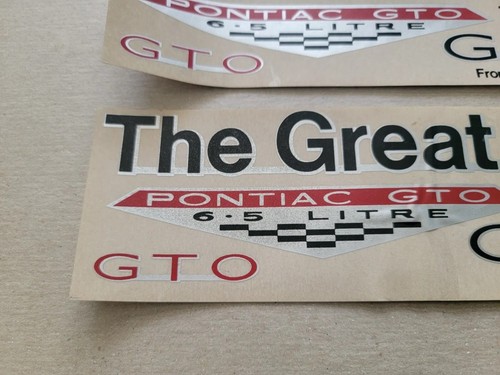 PONTIAC GTO
6·5 LITRE
GTO
G
The Great
PONTIAC GTO
6·5 LITRE
GTO